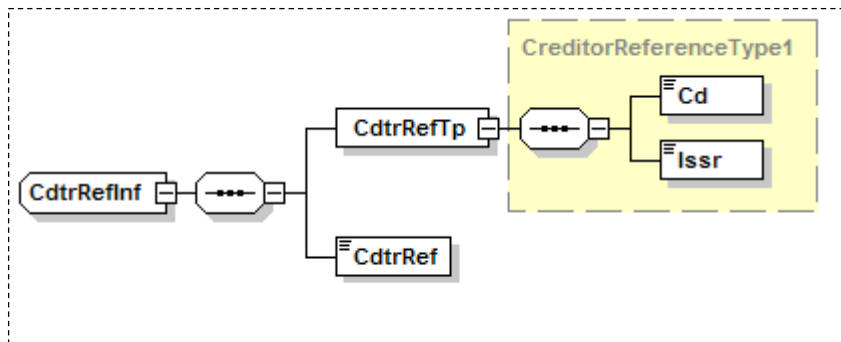 CreditorReferenceType1
Cd
CdtrRefTp
Issr
CdtrRefInf
CdtrRef